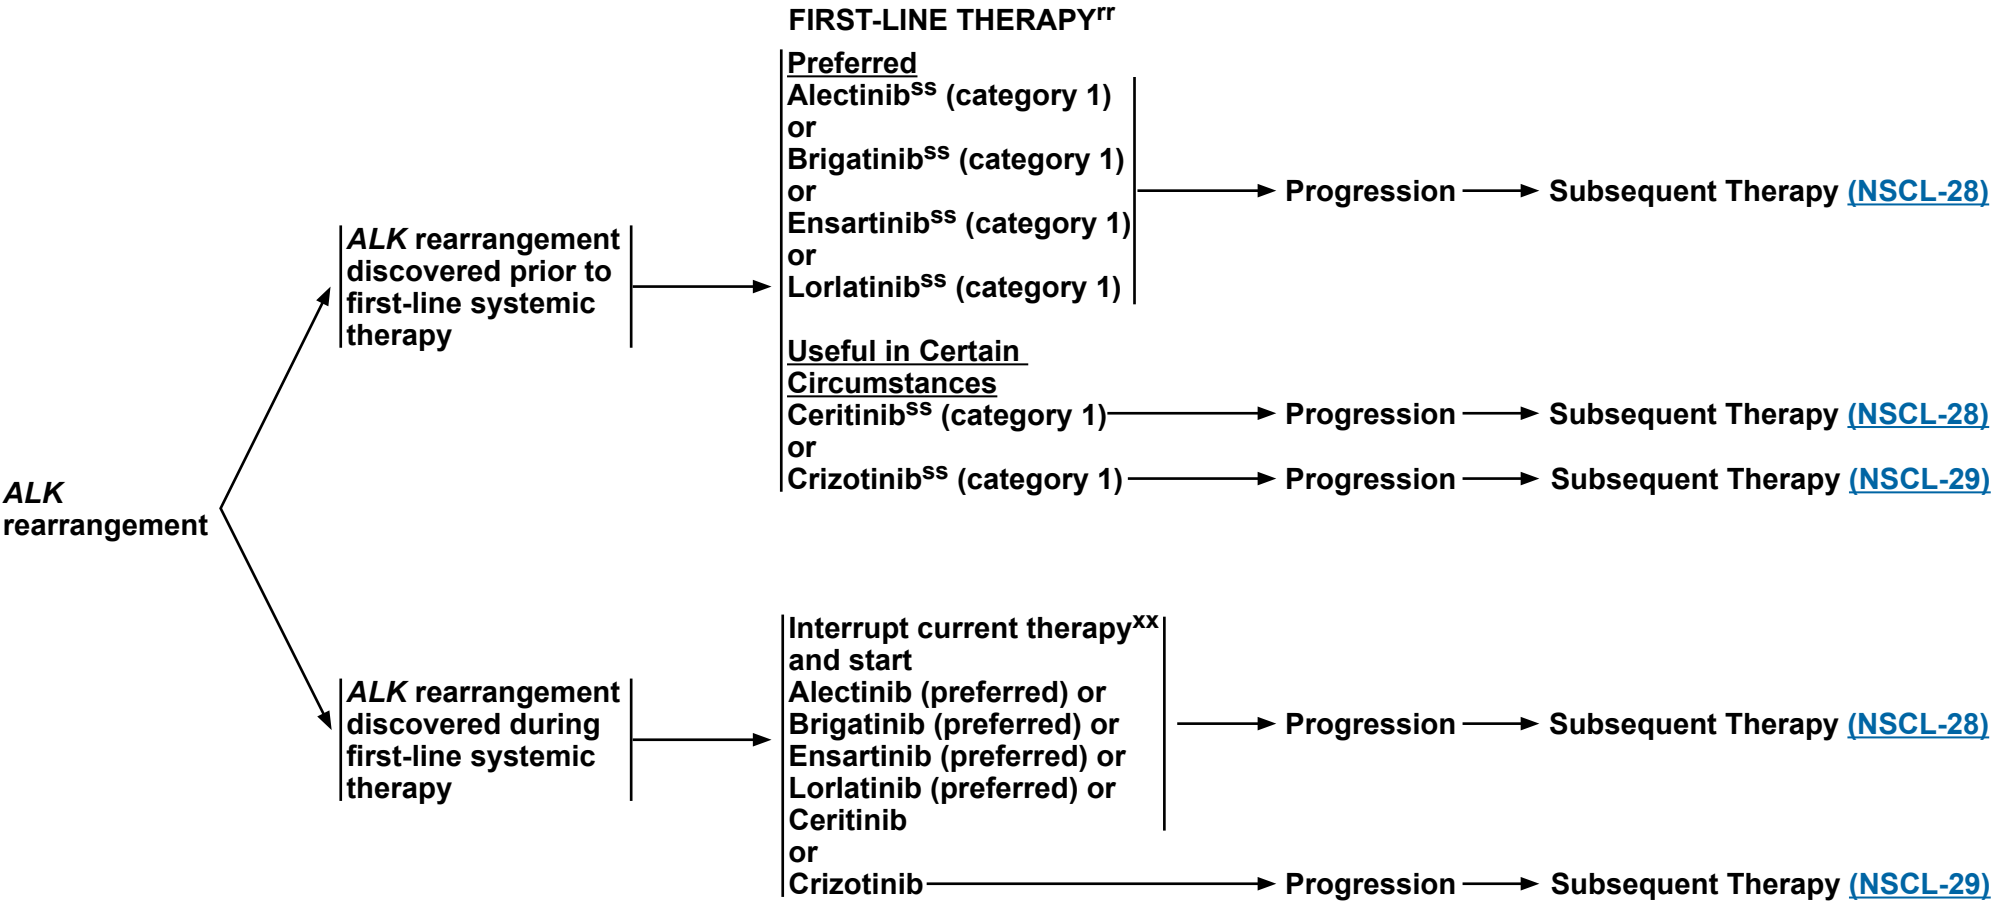 FIRST-LINE THERAPYrr
Preferred
Alectinibss (category 1)
or
Brigatinibss (category 1)
or
Ensartinibss (category 1)
or
Lorlatinibss (category 1)
Progression
Subsequent Therapy (NSCL-28)
ALK rearrangement
discovered prior to
first-line systemic
therapy
Useful in Certain
Circumstances
Ceritinibss (category 1)
Progression
Subsequent Therapy (NSCL-28)
or
Crizotinibss (category 1)
Progression
Subsequent Therapy (NSCL-29)
ALK
rearrangement
ALK rearrangement
discovered during
first-line systemic
therapy
Interrupt current therapyxx
and start
Alectinib (preferred) or
Brigatinib (preferred) or
Ensartinib (preferred) or
Lorlatinib (preferred) or
Ceritinib
Progression
Subsequent Therapy (NSCL-28)
or
Crizotinib
Progression
Subsequent Therapy (NSCL-29)